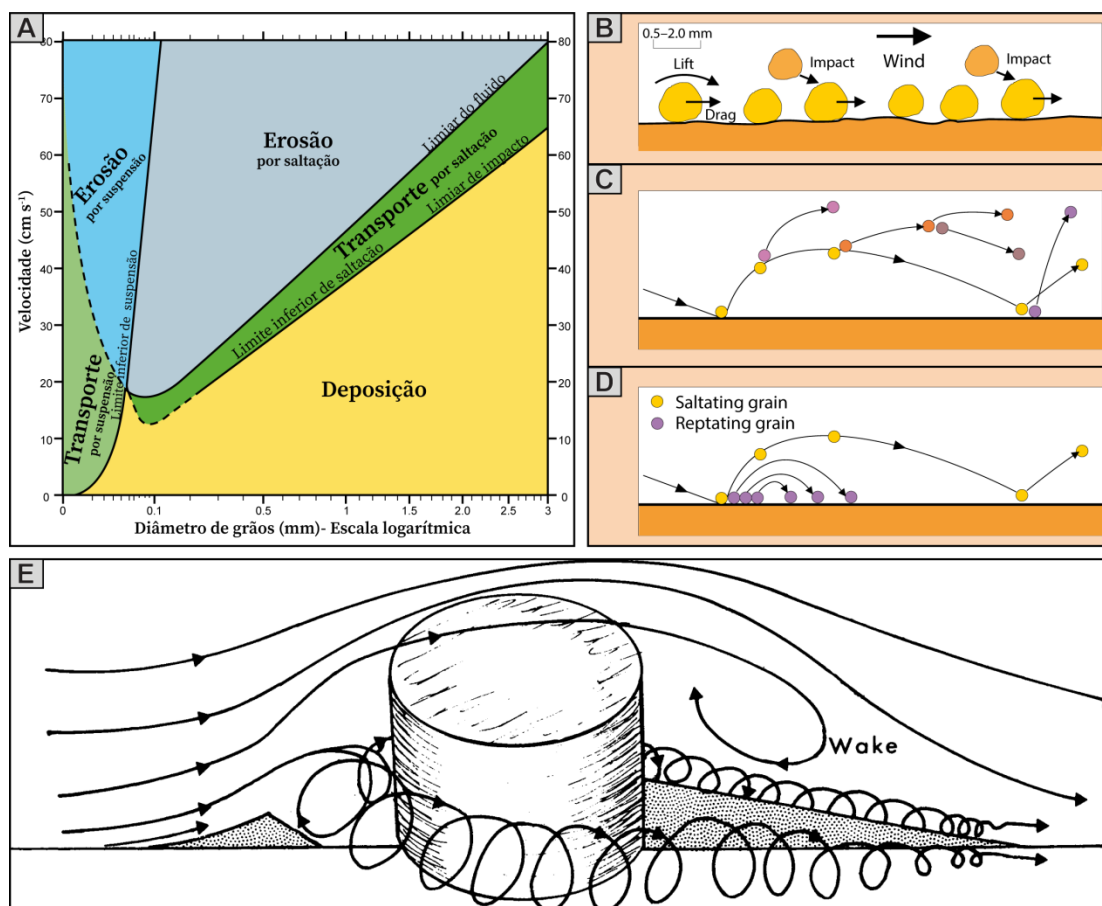 A
80
70
60
50
40
30
20
10
0
Velocidade (cm s⁻¹)
80
70
60
50
40
30
20
10
0
Erosão
por suspensão
Transporte
por suspensão
Limite inferior de suspensão
Erosão
por saltação
Limiar do fluido
Transporte por saltação
Limiar de impacto
Limite inferior de saltação
Deposição
0
0.1
0.5
1
1.5
2.0
2.5
3
Diâmetro de grãos (mm)- Escala logarítmica
B
0.5–2.0 mm
Lift
Drag
Impact
Wind
Impact
C
D
Saltating grain
Reptating grain
E
Wake